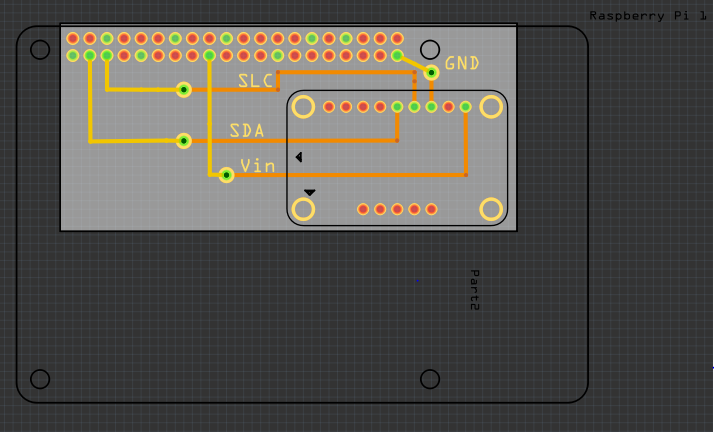 Raspberry Pi 1
GND
SLC
SDA
Vin
Part2